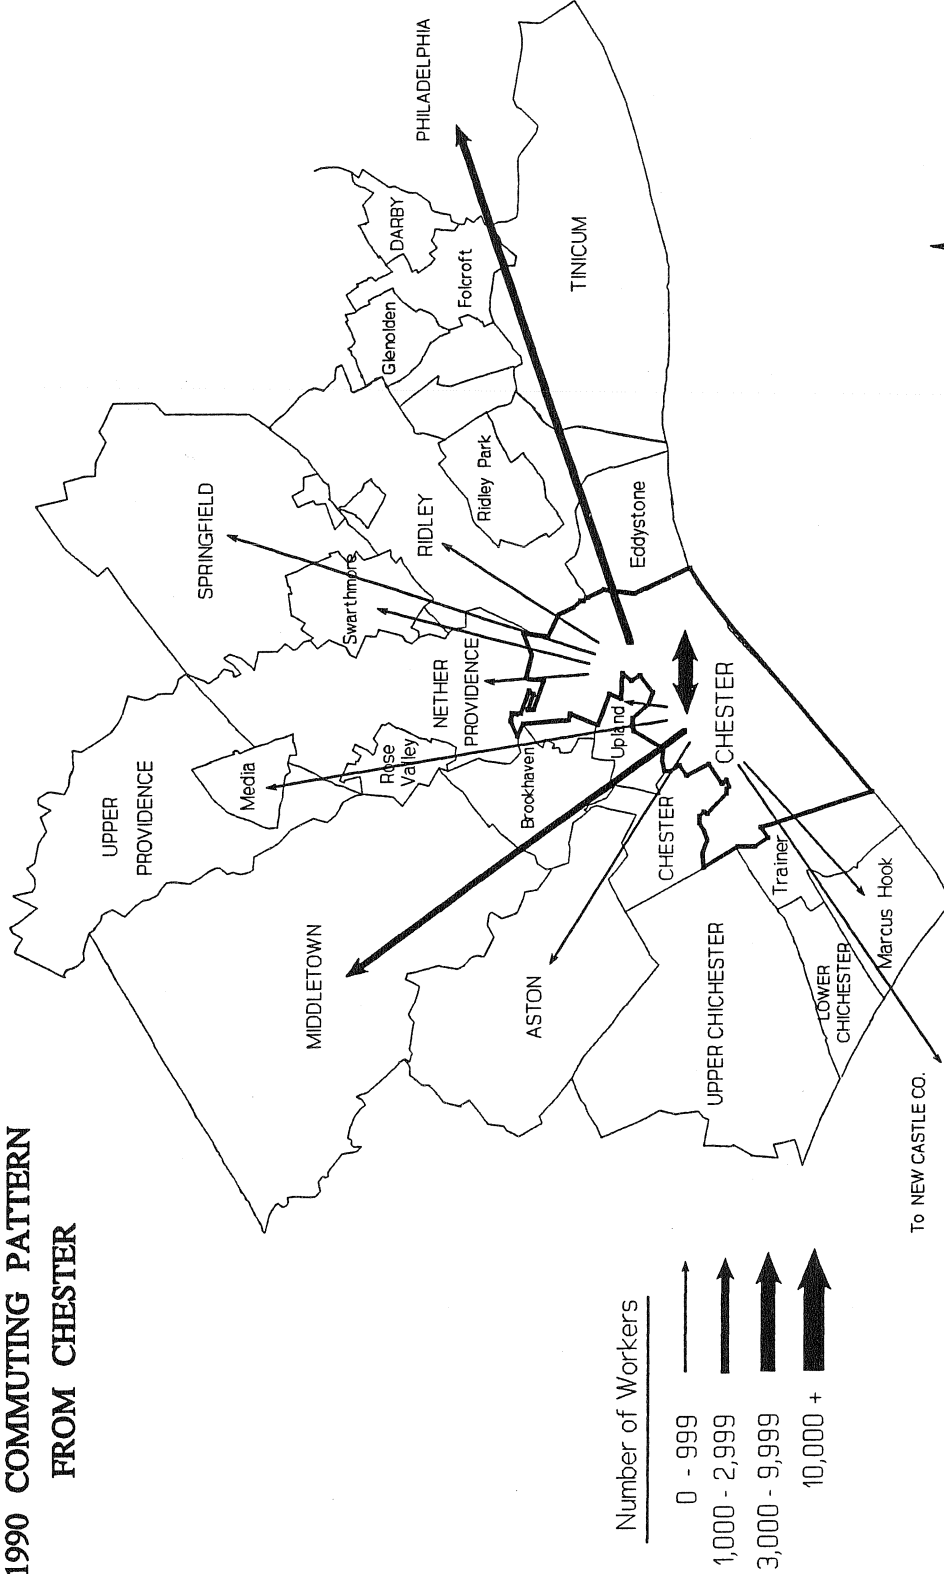 1990 COMMUTING PATTERN
FROM CHESTER
PHILADELPHIA
DARBY
Folcroft
TINICUM
Glenolden
SPRINGFIELD
Swarthmore
RIDLEY
Ridley Park
Eddystone
UPPER
PROVIDENCE
Media
Rose
Valley
NETHER
PROVIDENCE
Brookhaven
Upland
CHESTER
CHESTER
MIDDLETOWN
ASTON
UPPER CHICHESTER
Trainer
LOWER
CHICHESTER
Marcus Hook
To NEW CASTLE CO.
Number of Workers
0 - 999
1,000 - 2,999
3,000 - 9,999
10,000 +